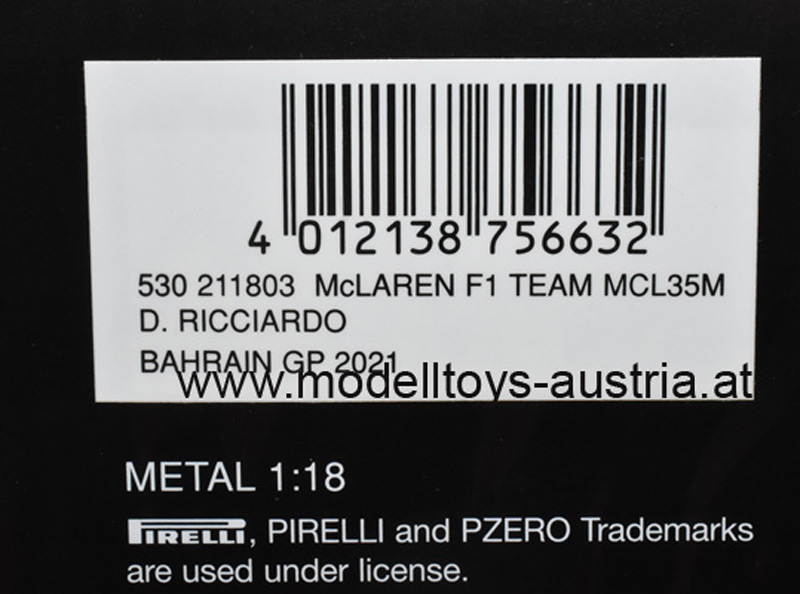 4 012138 756632
530 211803 McLAREN F1 TEAM MCL35M
D. RICCIARDO
BAHRAIN GP 2021
www.modelltoys-austria.at
METAL 1:18
PIRELLI, PIRELLI and PZERO Trademarks
are used under license.